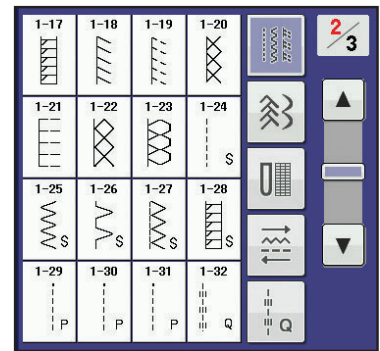 1-17 1-18 1-19 1-20 2/3
1-21 1-22 1-23 1-24
S
1-25 1-26 1-27 1-28
S S S S
1-29 1-30 1-31 1-32
P P P Q Q